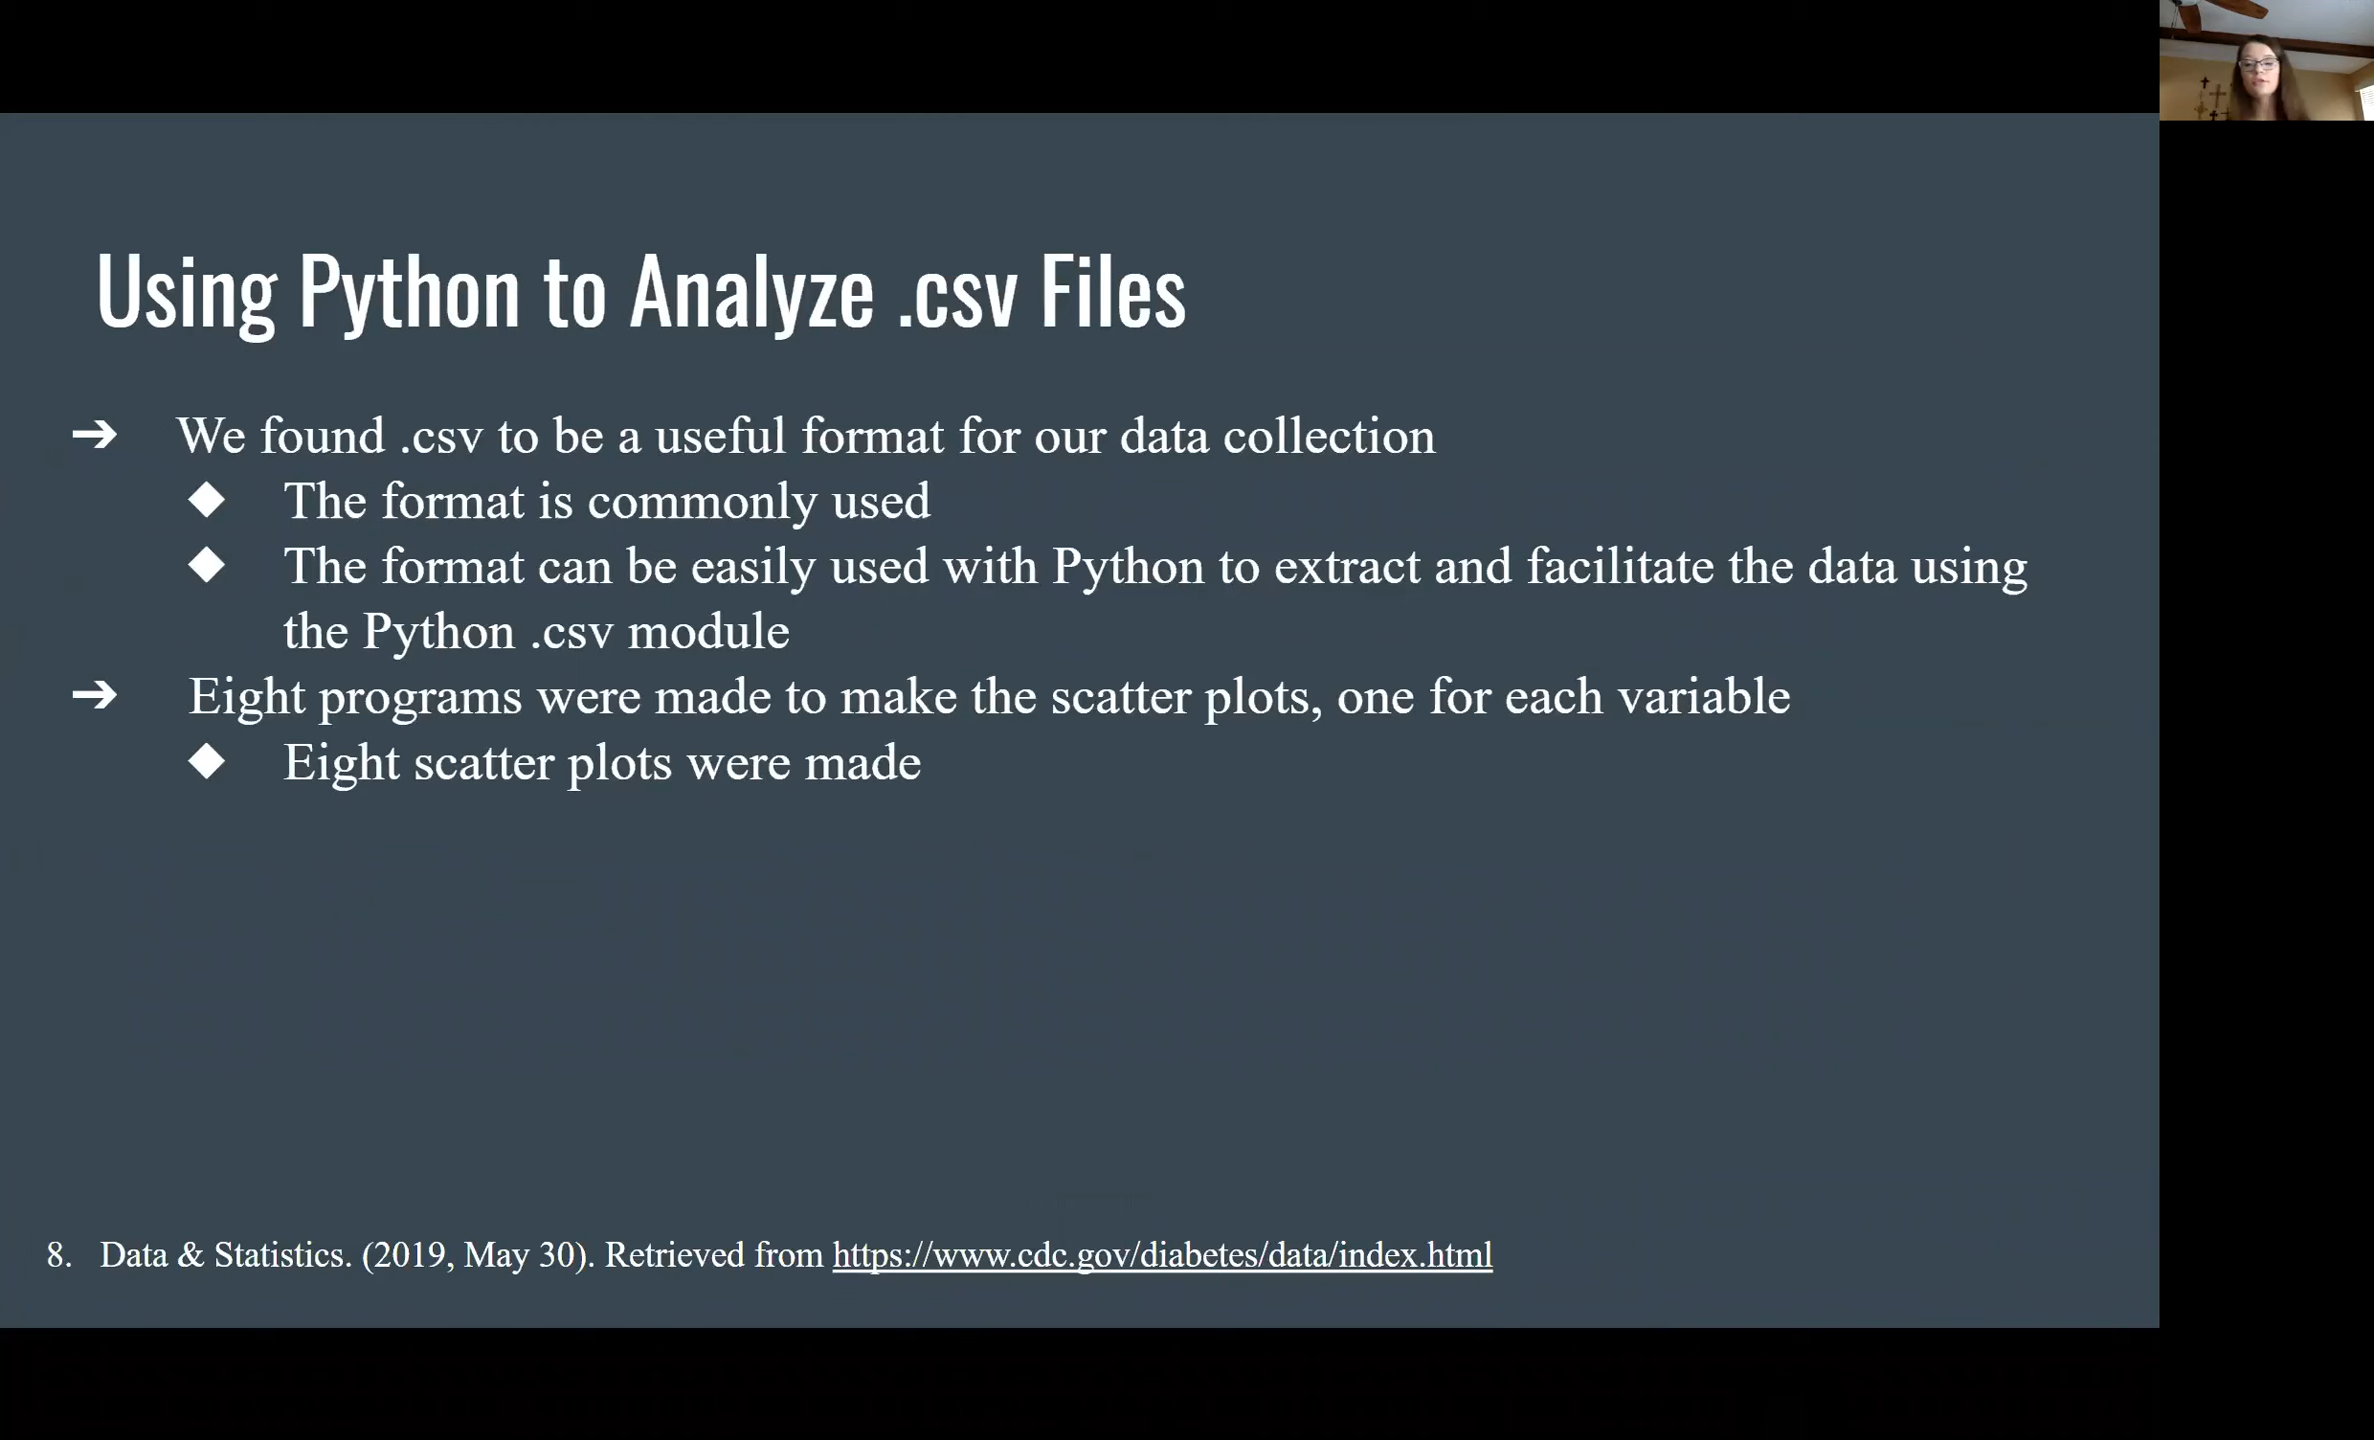 Using Python to Analyze .csv Files
➔ We found .csv to be a useful format for our data collection
◆ The format is commonly used
◆ The format can be easily used with Python to extract and facilitate the data using
the Python .csv module
➔ Eight programs were made to make the scatter plots, one for each variable
◆ Eight scatter plots were made
8. Data & Statistics. (2019, May 30). Retrieved from https://www.cdc.gov/diabetes/data/index.html